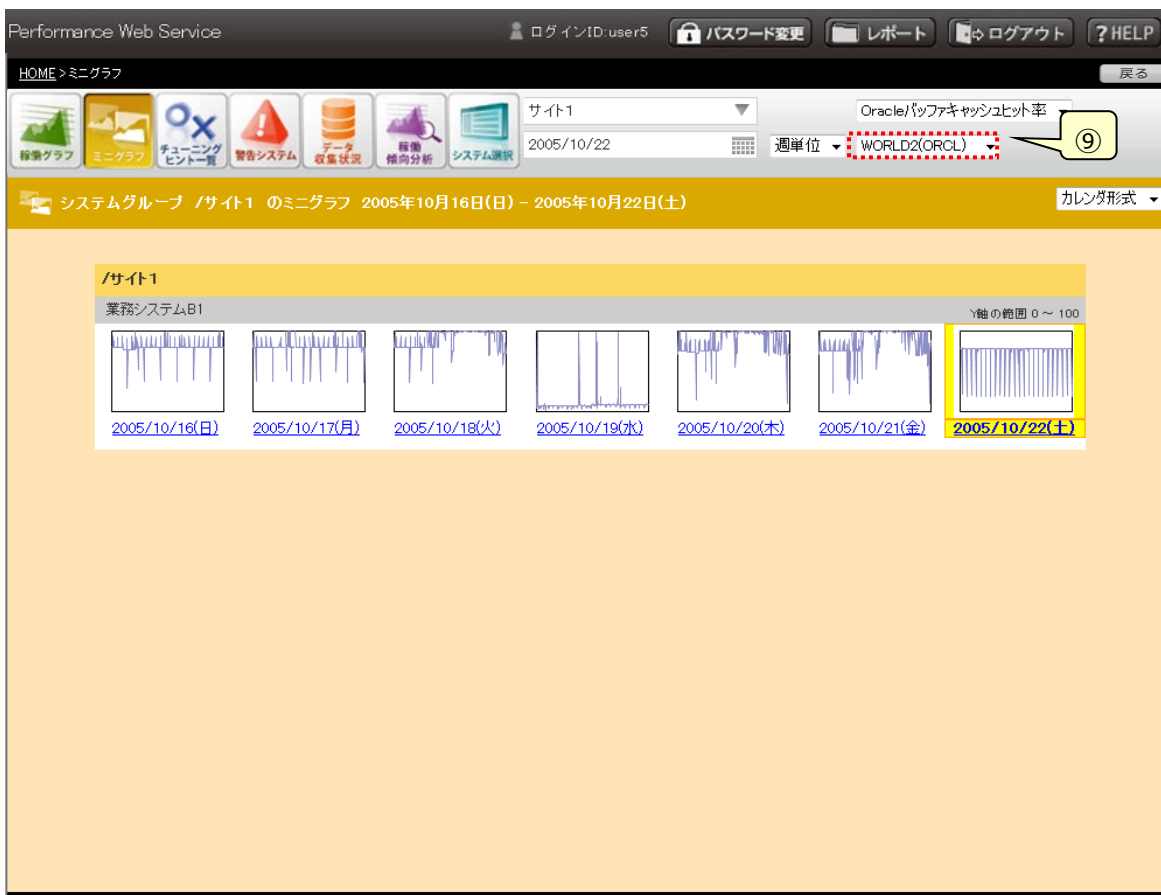 Performance Web Service
ログインID:user5
パスワード変更
レポート
ログアウト
?HELP
HOME>ミニグラフ
戻る
稼働グラフ
ミニグラフ
チューニング
ヒント一覧
警告システム
データ
収集状況
稼働
傾向分析
システム選択
サイト1
Oracleバッファキャッシュヒット率
2005/10/22
週単位
WORLD2(ORCL)
⑨
システムグループ /サイト1 のミニグラフ 2005年10月16日(日) - 2005年10月22日(土)
カレンダ形式
/サイト1
業務システムB1
Y軸の範囲 0 ~ 100
2005/10/16(日)
2005/10/17(月)
2005/10/18(火)
2005/10/19(水)
2005/10/20(木)
2005/10/21(金)
2005/10/22(土)